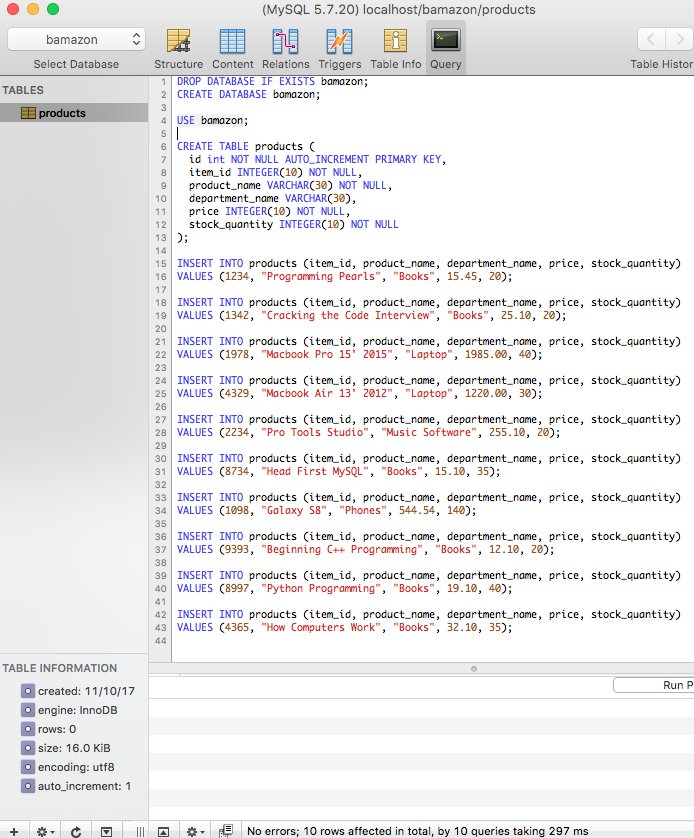 (MySQL 5.7.20) localhost/bamazon/products
bamazon
Select Database
Structure
Content
Relations
Triggers
Table Info
Query
Table Histor
TABLES
products
1 DROP DATABASE IF EXISTS bamazon;
2 CREATE DATABASE bamazon;
3
4 USE bamazon;
5
6 CREATE TABLE products (
7 id int NOT NULL AUTO_INCREMENT PRIMARY KEY,
8 item_id INTEGER(10) NOT NULL,
9 product_name VARCHAR(30) NOT NULL,
10 department_name VARCHAR(30),
11 price INTEGER(10) NOT NULL,
12 stock_quantity INTEGER(10) NOT NULL
13 );
14
15 INSERT INTO products (item_id, product_name, department_name, price, stock_quantity)
16 VALUES (1234, "Programming Pearls", "Books", 15.45, 20);
17
18 INSERT INTO products (item_id, product_name, department_name, price, stock_quantity)
19 VALUES (1342, "Cracking the Code Interview", "Books", 25.10, 20);
20
21 INSERT INTO products (item_id, product_name, department_name, price, stock_quantity)
22 VALUES (1978, "Macbook Pro 15' 2015", "Laptop", 1985.00, 40);
23
24 INSERT INTO products (item_id, product_name, department_name, price, stock_quantity)
25 VALUES (4329, "Macbook Air 13' 2012", "Laptop", 1220.00, 30);
26
27 INSERT INTO products (item_id, product_name, department_name, price, stock_quantity)
28 VALUES (2234, "Pro Tools Studio", "Music Software", 255.10, 20);
29
30 INSERT INTO products (item_id, product_name, department_name, price, stock_quantity)
31 VALUES (8734, "Head First MySQL", "Books", 15.10, 35);
32
33 INSERT INTO products (item_id, product_name, department_name, price, stock_quantity)
34 VALUES (1098, "Galaxy S8", "Phones", 544.54, 140);
35
36 INSERT INTO products (item_id, product_name, department_name, price, stock_quantity)
37 VALUES (9393, "Beginning C++ Programming", "Books", 12.10, 20);
38
39 INSERT INTO products (item_id, product_name, department_name, price, stock_quantity)
40 VALUES (8997, "Python Programming", "Books", 19.10, 40);
41
42 INSERT INTO products (item_id, product_name, department_name, price, stock_quantity)
43 VALUES (4365, "How Computers Work", "Books", 32.10, 35);
44
TABLE INFORMATION
created: 11/10/17
engine: InnoDB
rows: 0
size: 16.0 KiB
encoding: utf8
auto_increment: 1
Run P
No errors; 10 rows affected in total, by 10 queries taking 297 ms